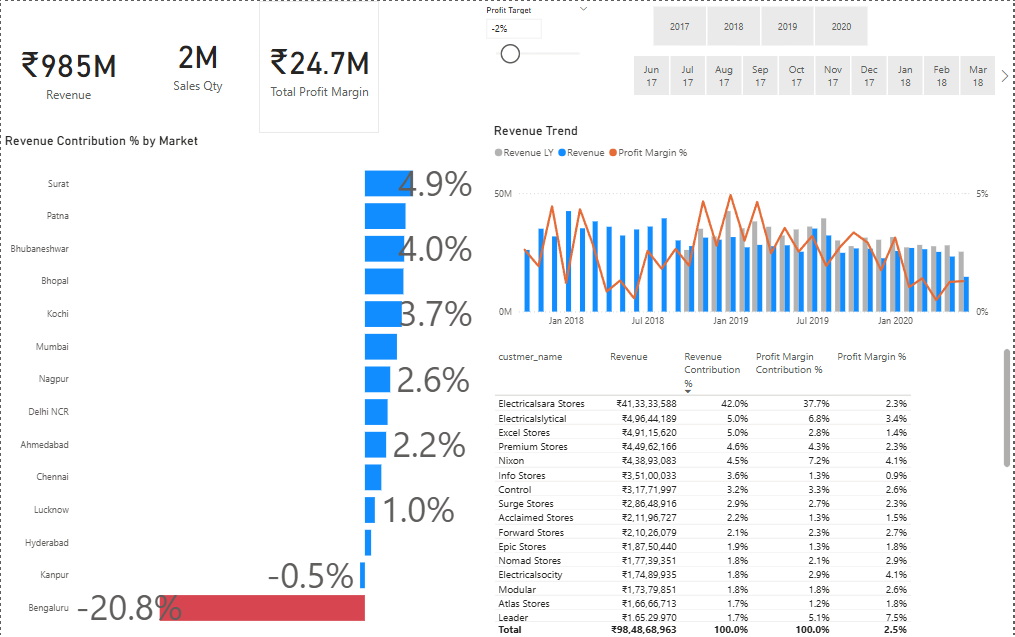 ₹985M
Revenue
2M
Sales Qty
₹24.7M
Total Profit Margin
Profit Target
-2%
2017 2018 2019 2020
Jun 17 Jul 17 Aug 17 Sep 17 Oct 17 Nov 17 Dec 17 Jan 18 Feb 18 Mar 18
Revenue Contribution % by Market
Surat 4.9%
Patna
Bhubaneshwar 4.0%
Bhopal
Kochi 3.7%
Mumbai
Nagpur 2.6%
Delhi NCR
Ahmedabad 2.2%
Chennai
Lucknow 1.0%
Hyderabad
Kanpur -0.5%
Bengaluru -20.8%
Revenue Trend
Revenue LY Revenue Profit Margin %
50M 5%
0M 0%
Jan 2018 Jul 2018 Jan 2019 Jul 2019 Jan 2020
custmer_name Revenue Revenue Contribution % Profit Margin Contribution % Profit Margin %
Electricalsara Stores ₹41,33,33,588 42.0% 37.7% 2.3%
Electricalslytical ₹4,96,44,189 5.0% 6.8% 3.4%
Excel Stores ₹4,91,15,620 5.0% 2.8% 1.4%
Premium Stores ₹4,49,62,166 4.6% 4.3% 2.3%
Nixon ₹4,38,93,083 4.5% 7.2% 4.1%
Info Stores ₹3,51,00,033 3.6% 1.3% 0.9%
Control ₹3,17,71,997 3.2% 3.3% 2.6%
Surge Stores ₹2,86,48,916 2.9% 2.7% 2.3%
Acclaimed Stores ₹2,11,96,727 2.2% 1.3% 1.5%
Forward Stores ₹2,10,26,079 2.1% 2.3% 2.7%
Epic Stores ₹1,87,50,440 1.9% 1.3% 1.8%
Nomad Stores ₹1,77,39,351 1.8% 2.1% 2.9%
Electricalsocity ₹1,74,89,935 1.8% 2.9% 4.1%
Modular ₹1,73,79,851 1.8% 1.8% 2.6%
Atlas Stores ₹1,66,66,713 1.7% 1.2% 1.8%
Leader ₹1,65,29,970 1.7% 5.1% 7.5%
Total ₹98,48,68,963 100.0% 100.0% 2.5%